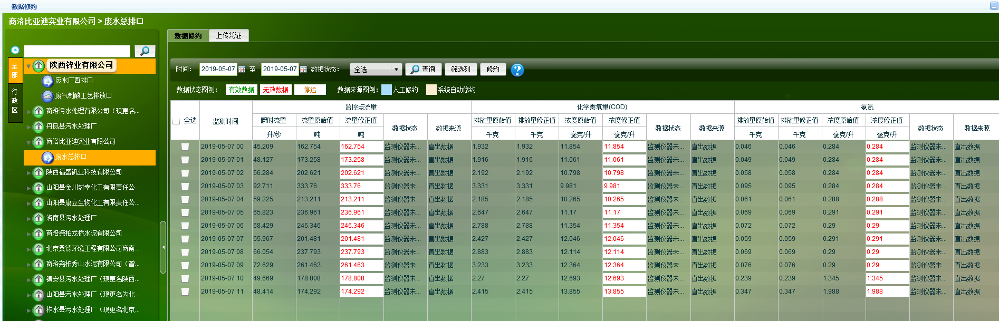 数据修约
商洛比亚迪实业有限公司 > 废水总排口
数据修约 上传凭证
全部
行政区
陕西锌业有限公司
废水厂西排口
废气制酸工艺排放口
商洛污水处理有限公司（现更名...
丹凤县污水处理厂
商洛比亚迪实业有限公司
废水总排口
陕西福盛钒业科技有限公司
山阳县金川封幸化工有限责任公...
山阳县康立生物化工有限责任公...
洛南县污水处理厂
商洛尧柏龙桥水泥有限公司
北京桑德环境工程有限公司商南...
商洛尧柏秀山水泥有限公司（曾...
镇安县污水处理厂（现更名陕西...
山阳县污水处理厂（现更名为北...
柞水县污水处理厂（现更名北京...
时间： 2019-05-07 至 2019-05-07 数据状态： 全选 查询 筛选列 修约 ?
数据状态图例： 有效数据 无效数据 停运 数据来源图例： 人工修约 系统自动修约
全选 监测时间 监控点流量 化学需氧量(COD) 氨氮
瞬时流量 流量原始值 流量修正值 数据状态 数据来源 排放量原始值 排放量修正值 浓度原始值 浓度修正值 数据状态 数据来源 排放量原始值 排放量修正值 浓度原始值 浓度修正值 数据状态 数据来源
升/秒 吨 吨 千克 千克 毫克/升 毫克/升 千克 千克 毫克/升 毫克/升
2019-05-07 00 45.209 162.754 162.754 监测仪器未... 直出数据 1.932 1.932 11.854 11.854 监测仪器未... 直出数据 0.046 0.046 0.284 0.284 监测仪器未... 直出数据
2019-05-07 01 48.127 173.258 173.258 监测仪器未... 直出数据 1.916 1.916 11.061 11.061 监测仪器未... 直出数据 0.049 0.049 0.284 0.284 监测仪器未... 直出数据
2019-05-07 02 56.284 202.621 202.621 监测仪器未... 直出数据 2.192 2.192 10.798 10.798 监测仪器未... 直出数据 0.058 0.058 0.284 0.284 监测仪器未... 直出数据
2019-05-07 03 92.711 333.76 333.76 监测仪器未... 直出数据 3.331 3.331 9.981 9.981 监测仪器未... 直出数据 0.095 0.095 0.284 0.284 监测仪器未... 直出数据
2019-05-07 04 59.225 213.211 213.211 监测仪器未... 直出数据 2.185 2.185 10.265 10.265 监测仪器未... 直出数据 0.061 0.061 0.288 0.288 监测仪器未... 直出数据
2019-05-07 05 65.823 236.961 236.961 监测仪器未... 直出数据 2.647 2.647 11.17 11.17 监测仪器未... 直出数据 0.069 0.069 0.291 0.291 监测仪器未... 直出数据
2019-05-07 06 68.429 246.346 246.346 监测仪器未... 直出数据 2.788 2.788 11.354 11.354 监测仪器未... 直出数据 0.072 0.072 0.29 0.29 监测仪器未... 直出数据
2019-05-07 07 55.967 201.481 201.481 监测仪器未... 直出数据 2.427 2.427 12.046 12.046 监测仪器未... 直出数据 0.059 0.059 0.291 0.291 监测仪器未... 直出数据
2019-05-07 08 66.054 237.793 237.793 监测仪器未... 直出数据 2.883 2.883 12.114 12.114 监测仪器未... 直出数据 0.069 0.069 0.29 0.29 监测仪器未... 直出数据
2019-05-07 09 72.629 261.463 261.463 监测仪器未... 直出数据 3.233 3.233 12.364 12.364 监测仪器未... 直出数据 0.076 0.076 0.29 0.29 监测仪器未... 直出数据
2019-05-07 10 49.669 178.808 178.808 监测仪器未... 直出数据 2.27 2.27 12.693 12.693 监测仪器未... 直出数据 0.239 0.239 1.345 1.345 监测仪器未... 直出数据
2019-05-07 11 48.414 174.292 174.292 监测仪器未... 直出数据 2.415 2.415 13.855 13.855 监测仪器未... 直出数据 0.347 0.347 1.988 1.988 监测仪器未... 直出数据